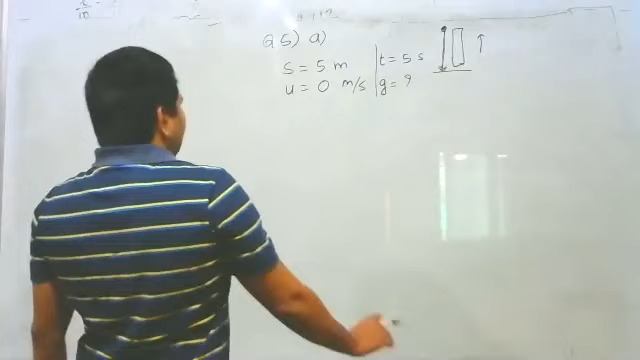 Q5) a)
S = 5 m t = 5 s
u = 0 m/s g = ?